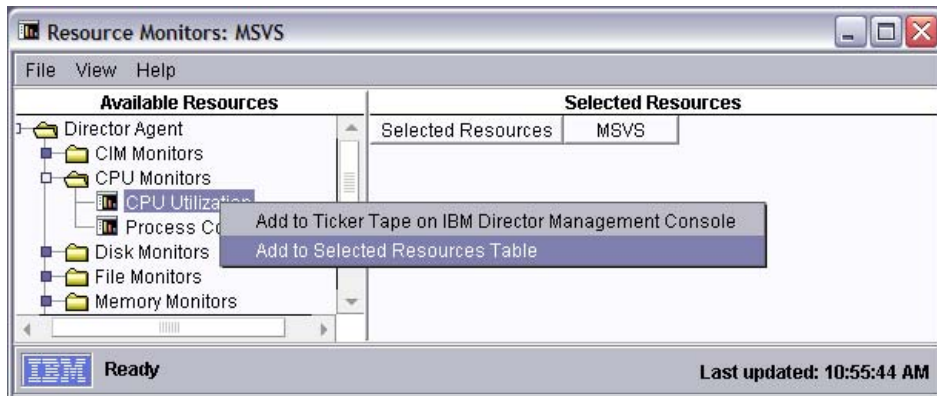 Resource Monitors: MSVS
File View Help
Available Resources
Selected Resources
Director Agent
Selected Resources MSVS
CIM Monitors
CPU Monitors
CPU Utilization
Add to Ticker Tape on IBM Director Management Console
Process
Add to Selected Resources Table
Disk Monitors
File Monitors
Memory Monitors
IBM Ready
Last updated: 10:55:44 AM